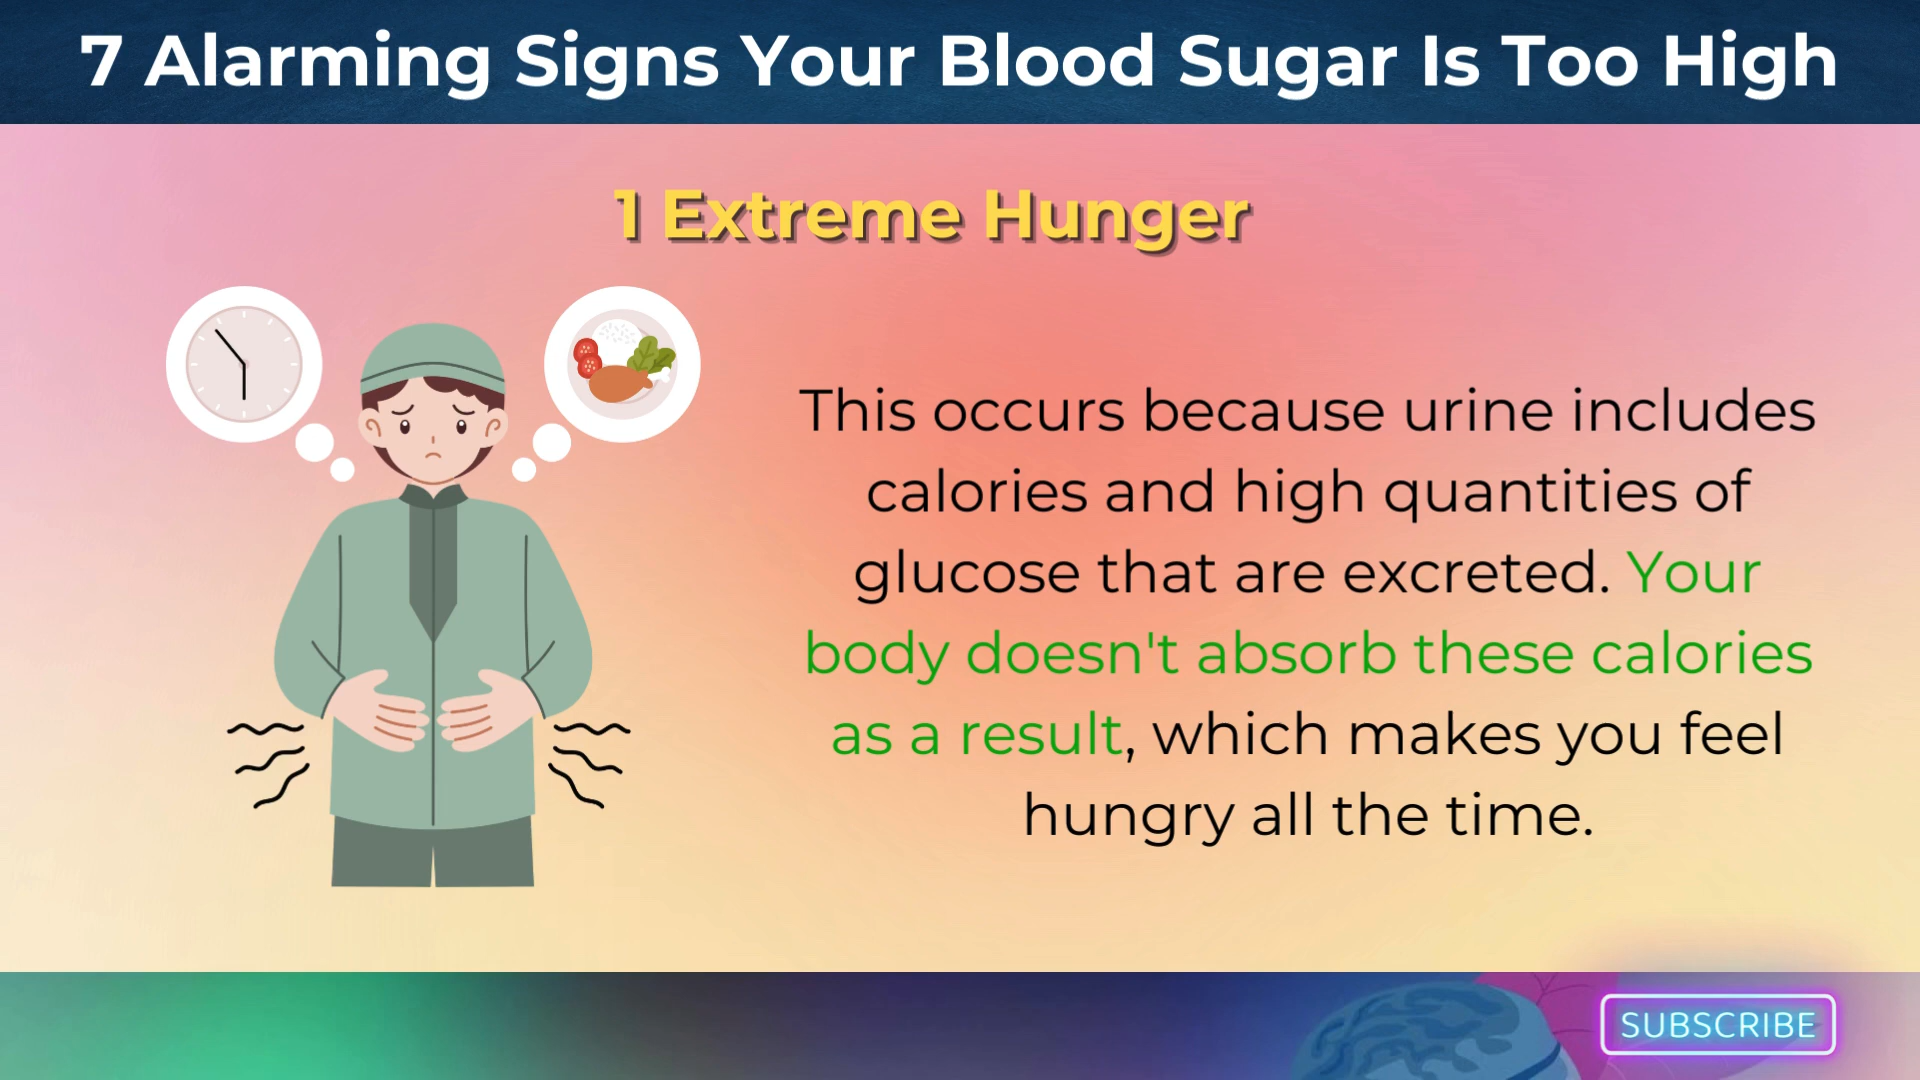 7 Alarming Signs Your Blood Sugar Is Too High
1 Extreme Hunger
This occurs because urine includes
calories and high quantities of
glucose that are excreted. Your
body doesn't absorb these calories
as a result, which makes you feel
hungry all the time.
SUBSCRIBE